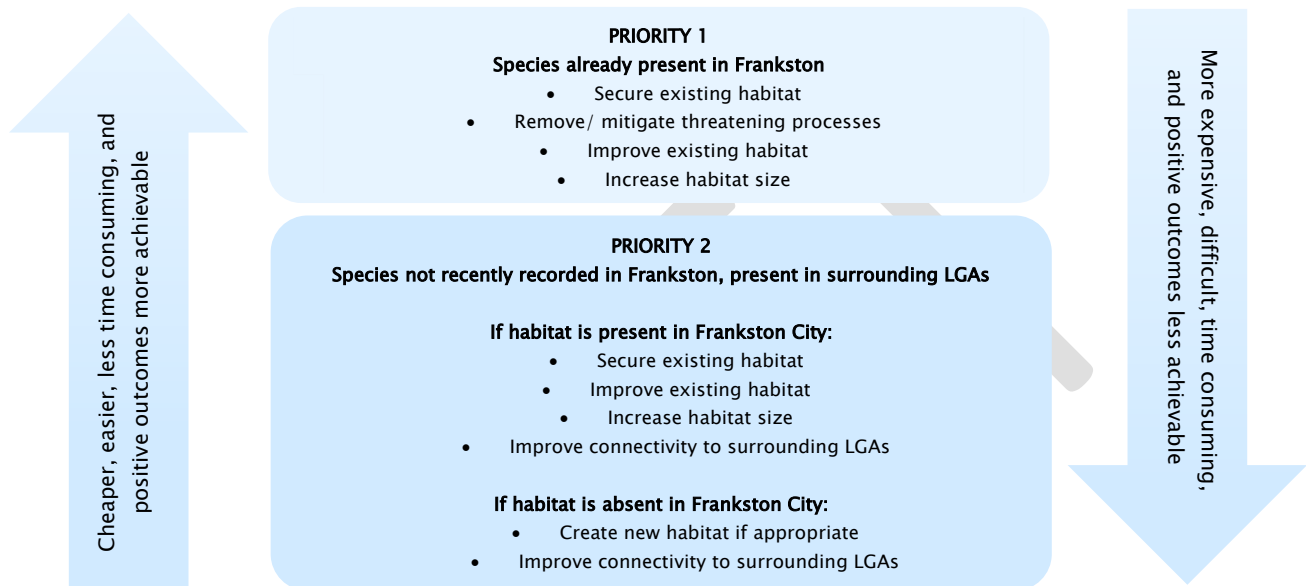 Cheaper, easier, less time consuming, and
positive outcomes more achievable
PRIORITY 1
Species already present in Frankston
• Secure existing habitat
• Remove/ mitigate threatening processes
• Improve existing habitat
• Increase habitat size
PRIORITY 2
Species not recently recorded in Frankston, present in surrounding LGAs
If habitat is present in Frankston City:
• Secure existing habitat
• Improve existing habitat
• Increase habitat size
• Improve connectivity to surrounding LGAs
If habitat is absent in Frankston City:
• Create new habitat if appropriate
• Improve connectivity to surrounding LGAs
More expensive, difficult, time consuming,
and positive outcomes less achievable